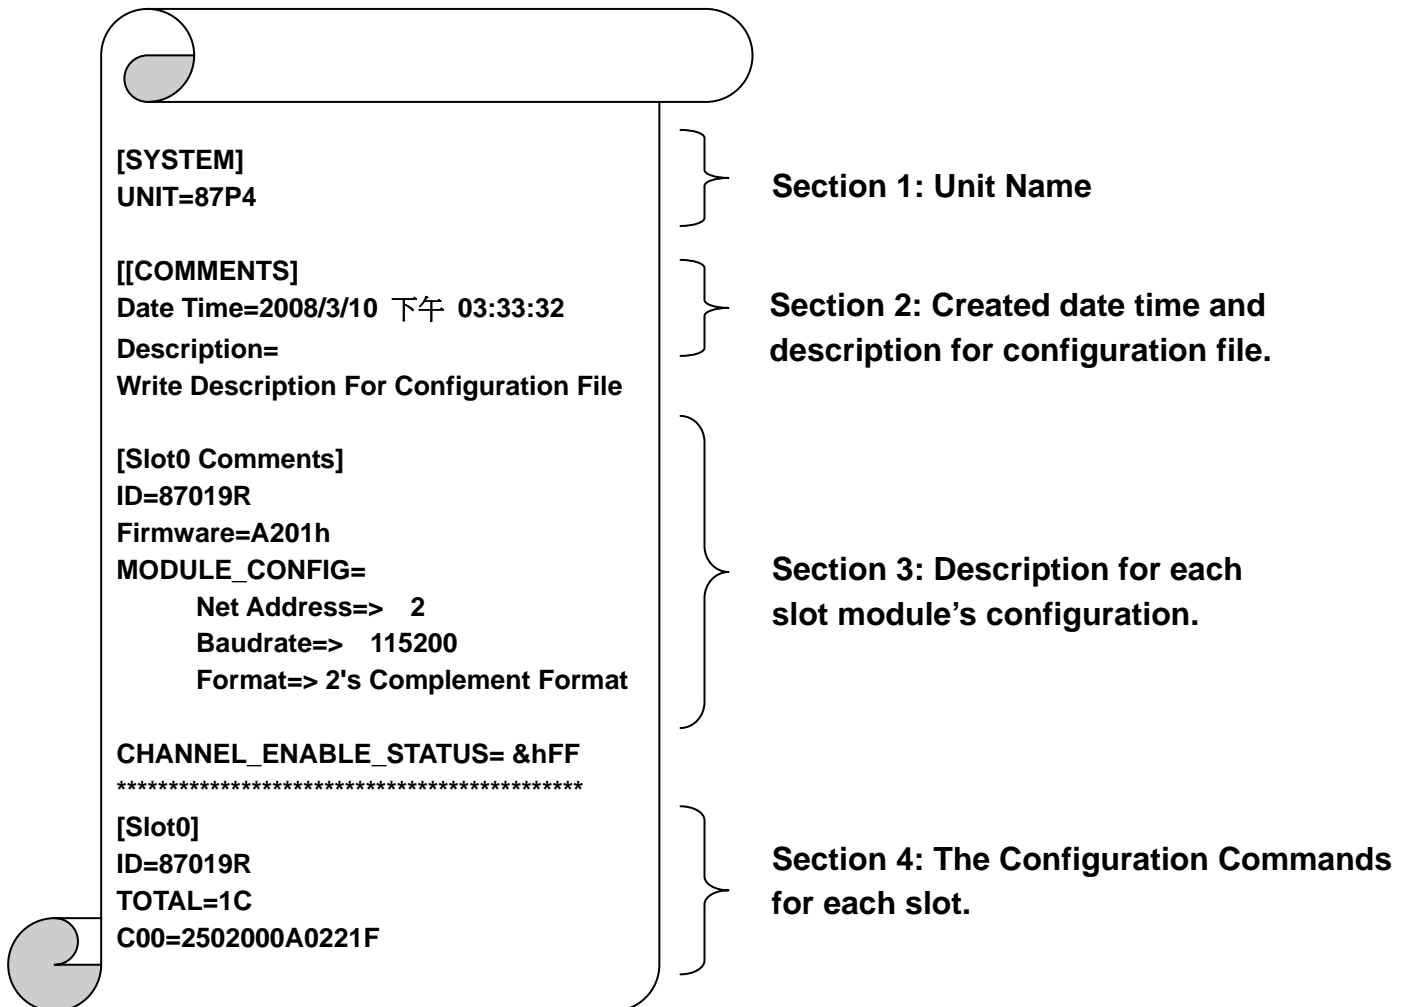 [SYSTEM]
UNIT=87P4
Section 1: Unit Name
[[COMMENTS]
Date Time=2008/3/10 下午 03:33:32
Description=
Write Description For Configuration File
Section 2: Created date time and
description for configuration file.
[Slot0 Comments]
ID=87019R
Firmware=A201h
MODULE_CONFIG=
Net Address=> 2
Baudrate=> 115200
Format=> 2's Complement Format
CHANNEL_ENABLE_STATUS= &hFF
Section 3: Description for each
slot module’s configuration.
*********************************************
[Slot0]
ID=87019R
TOTAL=1C
C00=2502000A0221F
Section 4: The Configuration Commands
for each slot.